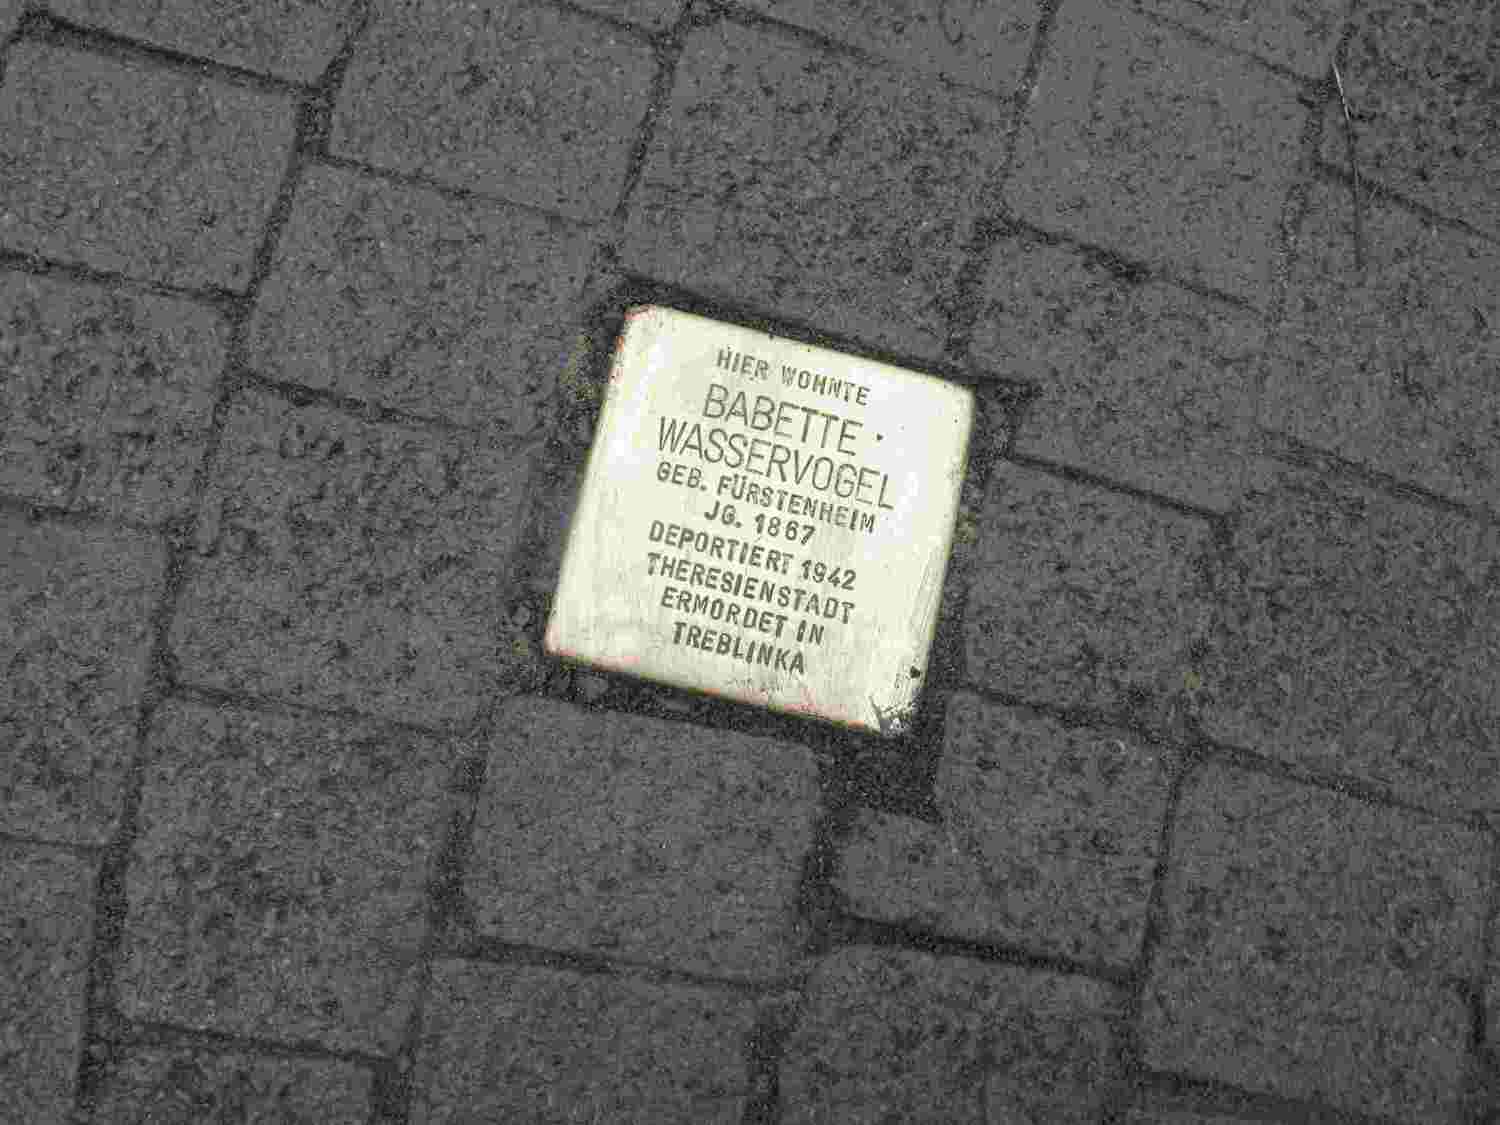 HIER WOHNTE
BABETTE
WASSERVOGEL
GEB. FÜRSTENHEIM
JG. 1867
DEPORTIERT 1942
THERESIENSTADT
ERMORDET IN
TREBLINKA